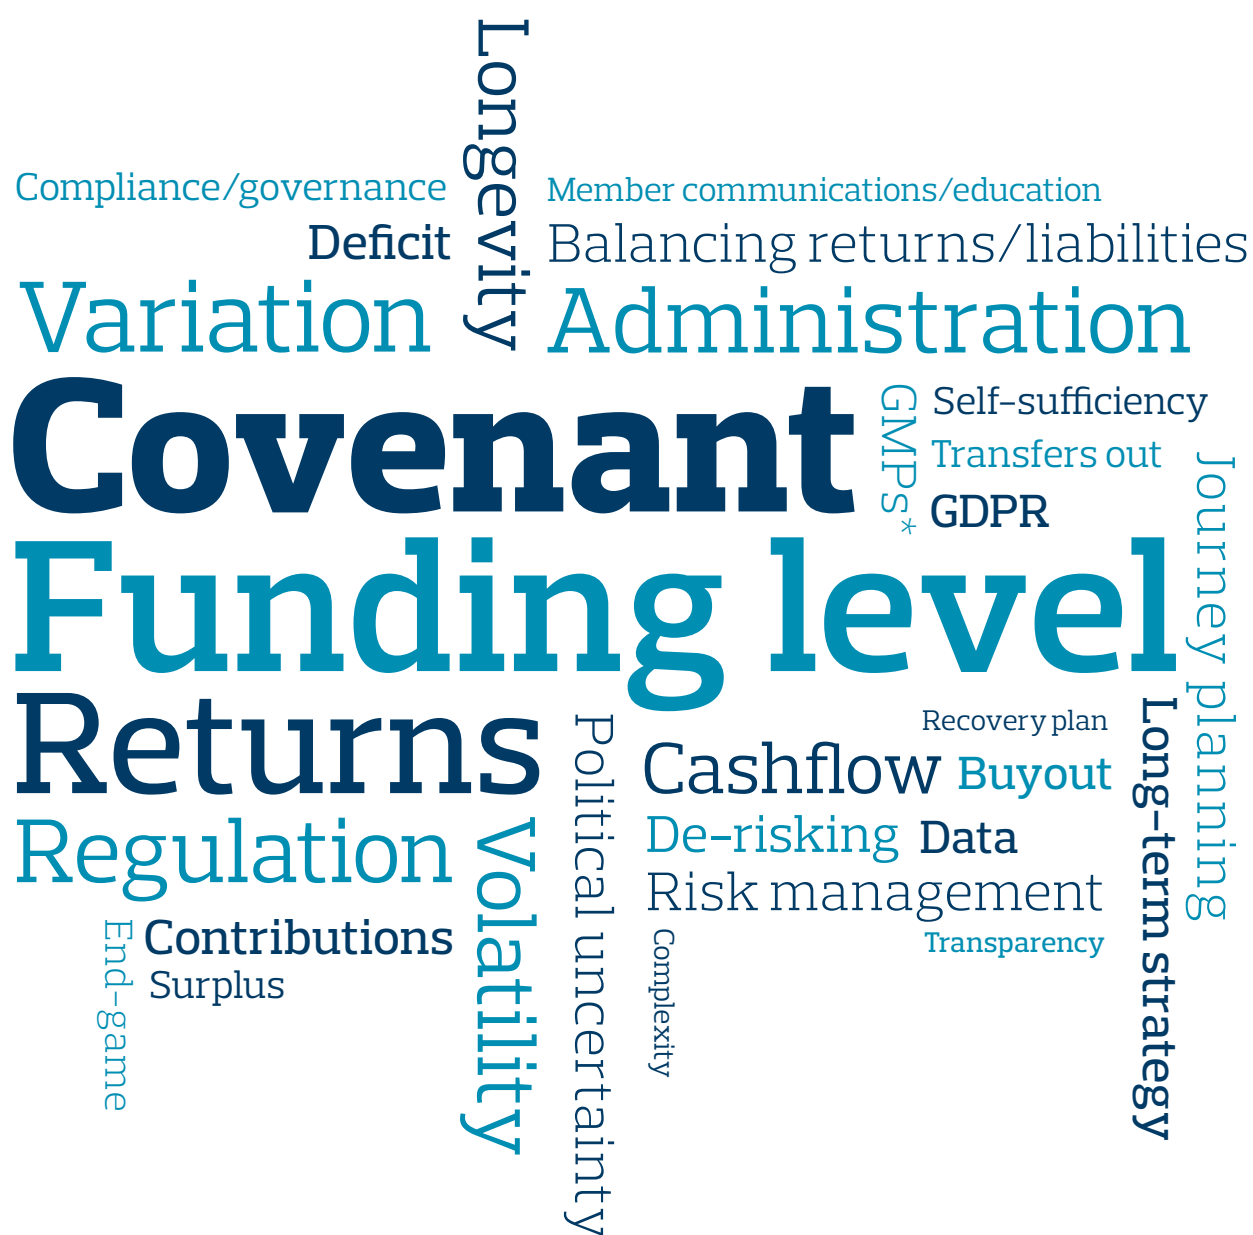 Longevity
Compliance/governance
Member communications/education
Deficit
Balancing returns/liabilities
Variation
Administration
Covenant
GMPs*
Self-sufficiency
Transfers out
GDPR
Journey planning
Funding level
Returns
Political uncertainty
Recovery plan
Long-term strategy
Cashflow
Buyout
Regulation
Volatility
De-risking
Data
Risk management
End-game
Contributions
Complexity
Transparency
Surplus